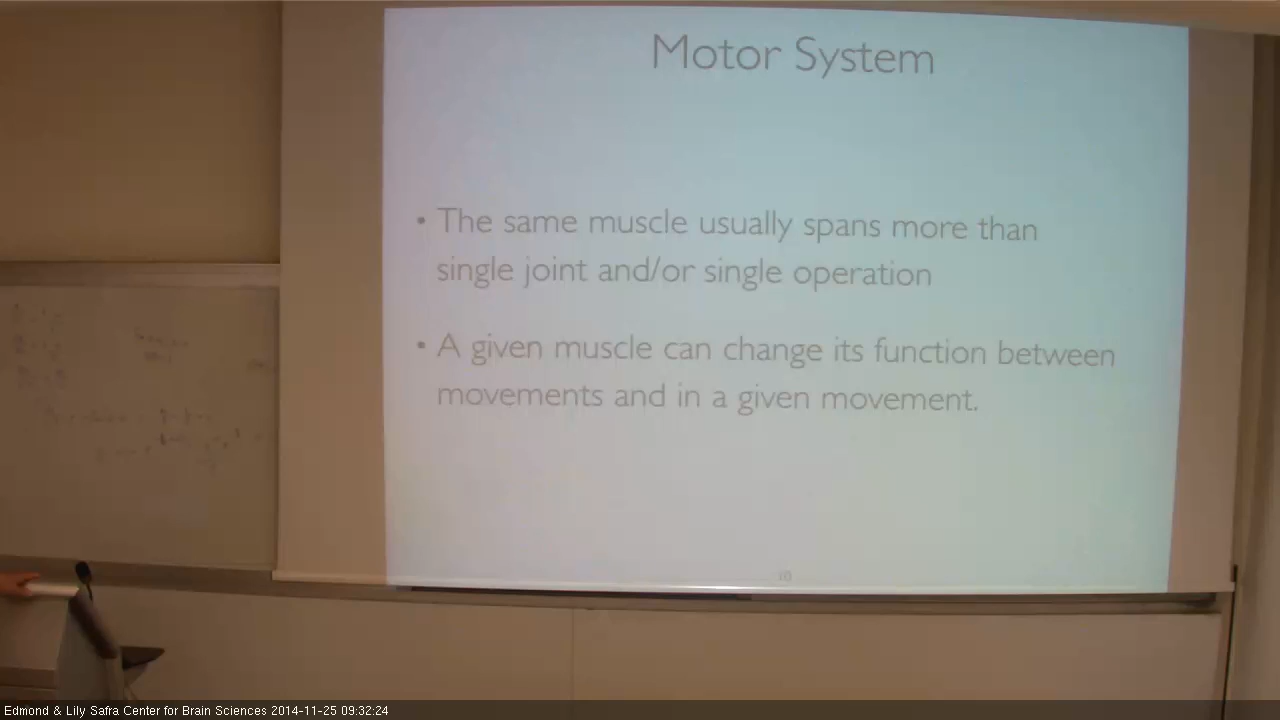 Motor System
• The same muscle usually spans more than
single joint and/or single operation
• A given muscle can change its function between
movements and in a given movement.
10
Edmond & Lily Safra Center for Brain Sciences 2014-11-25 09:32:24